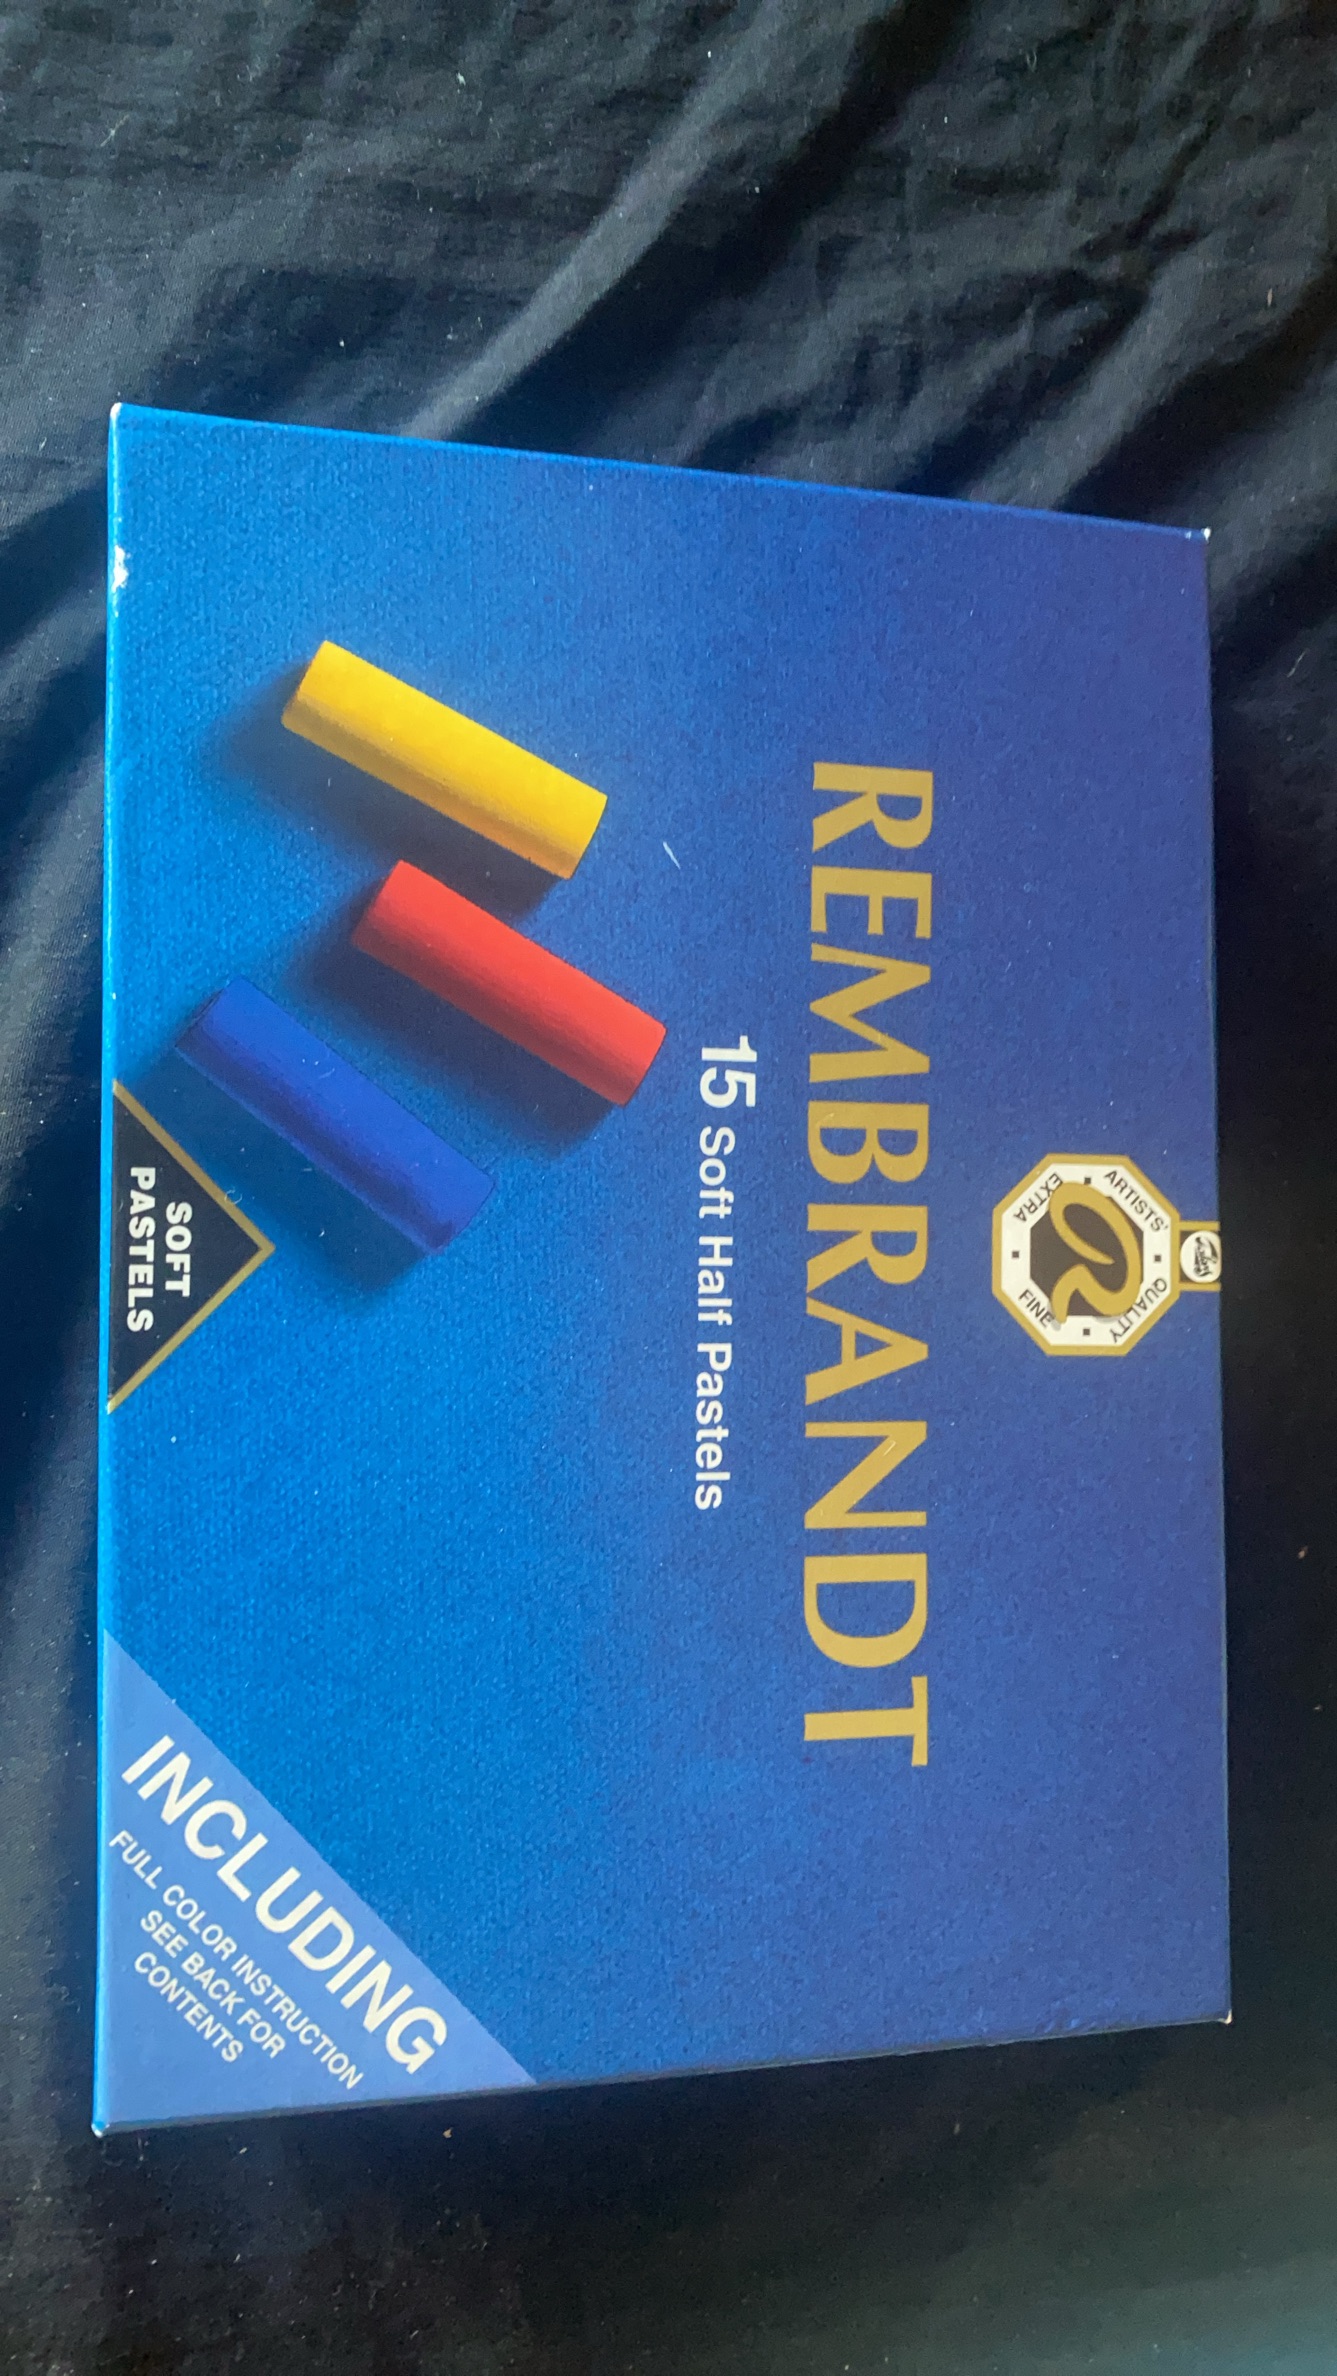 Talens
ARTISTS' QUALITY
EXTRA FINE
R
REMBRANDT
15 Soft Half Pastels
SOFT
PASTELS
INCLUDING
FULL COLOR INSTRUCTION
SEE BACK FOR
CONTENTS